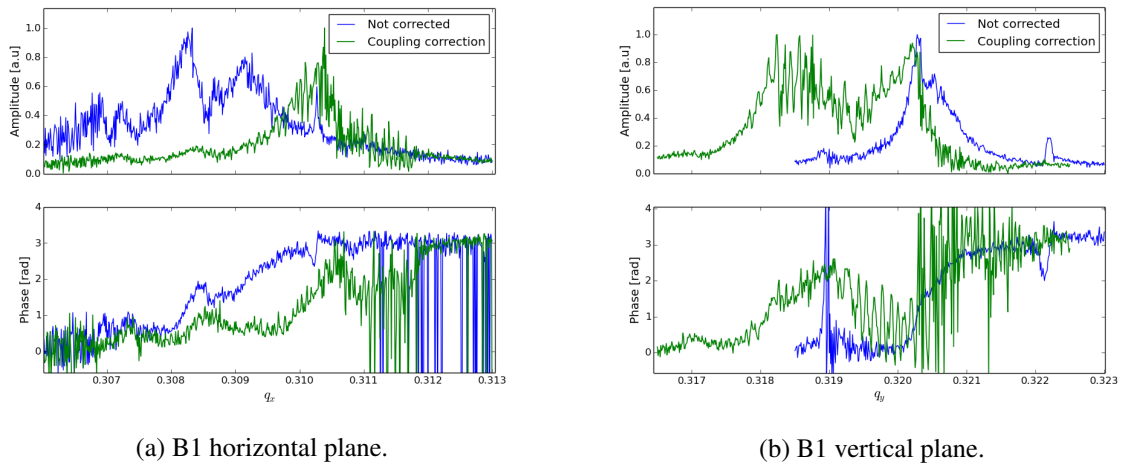 1.0
0.8
0.6
0.4
0.2
0.0
Amplitude [a.u]
Not corrected
Coupling correction
4
3
2
1
0
Phase [rad]
0.307 0.308 0.309 0.310 0.311 0.312 0.313
q_x
(a) B1 horizontal plane.
1.0
0.8
0.6
0.4
0.2
0.0
Amplitude [a.u]
Not corrected
Coupling correction
4
3
2
1
0
Phase [rad]
0.317 0.318 0.319 0.320 0.321 0.322 0.323
q_y
(b) B1 vertical plane.